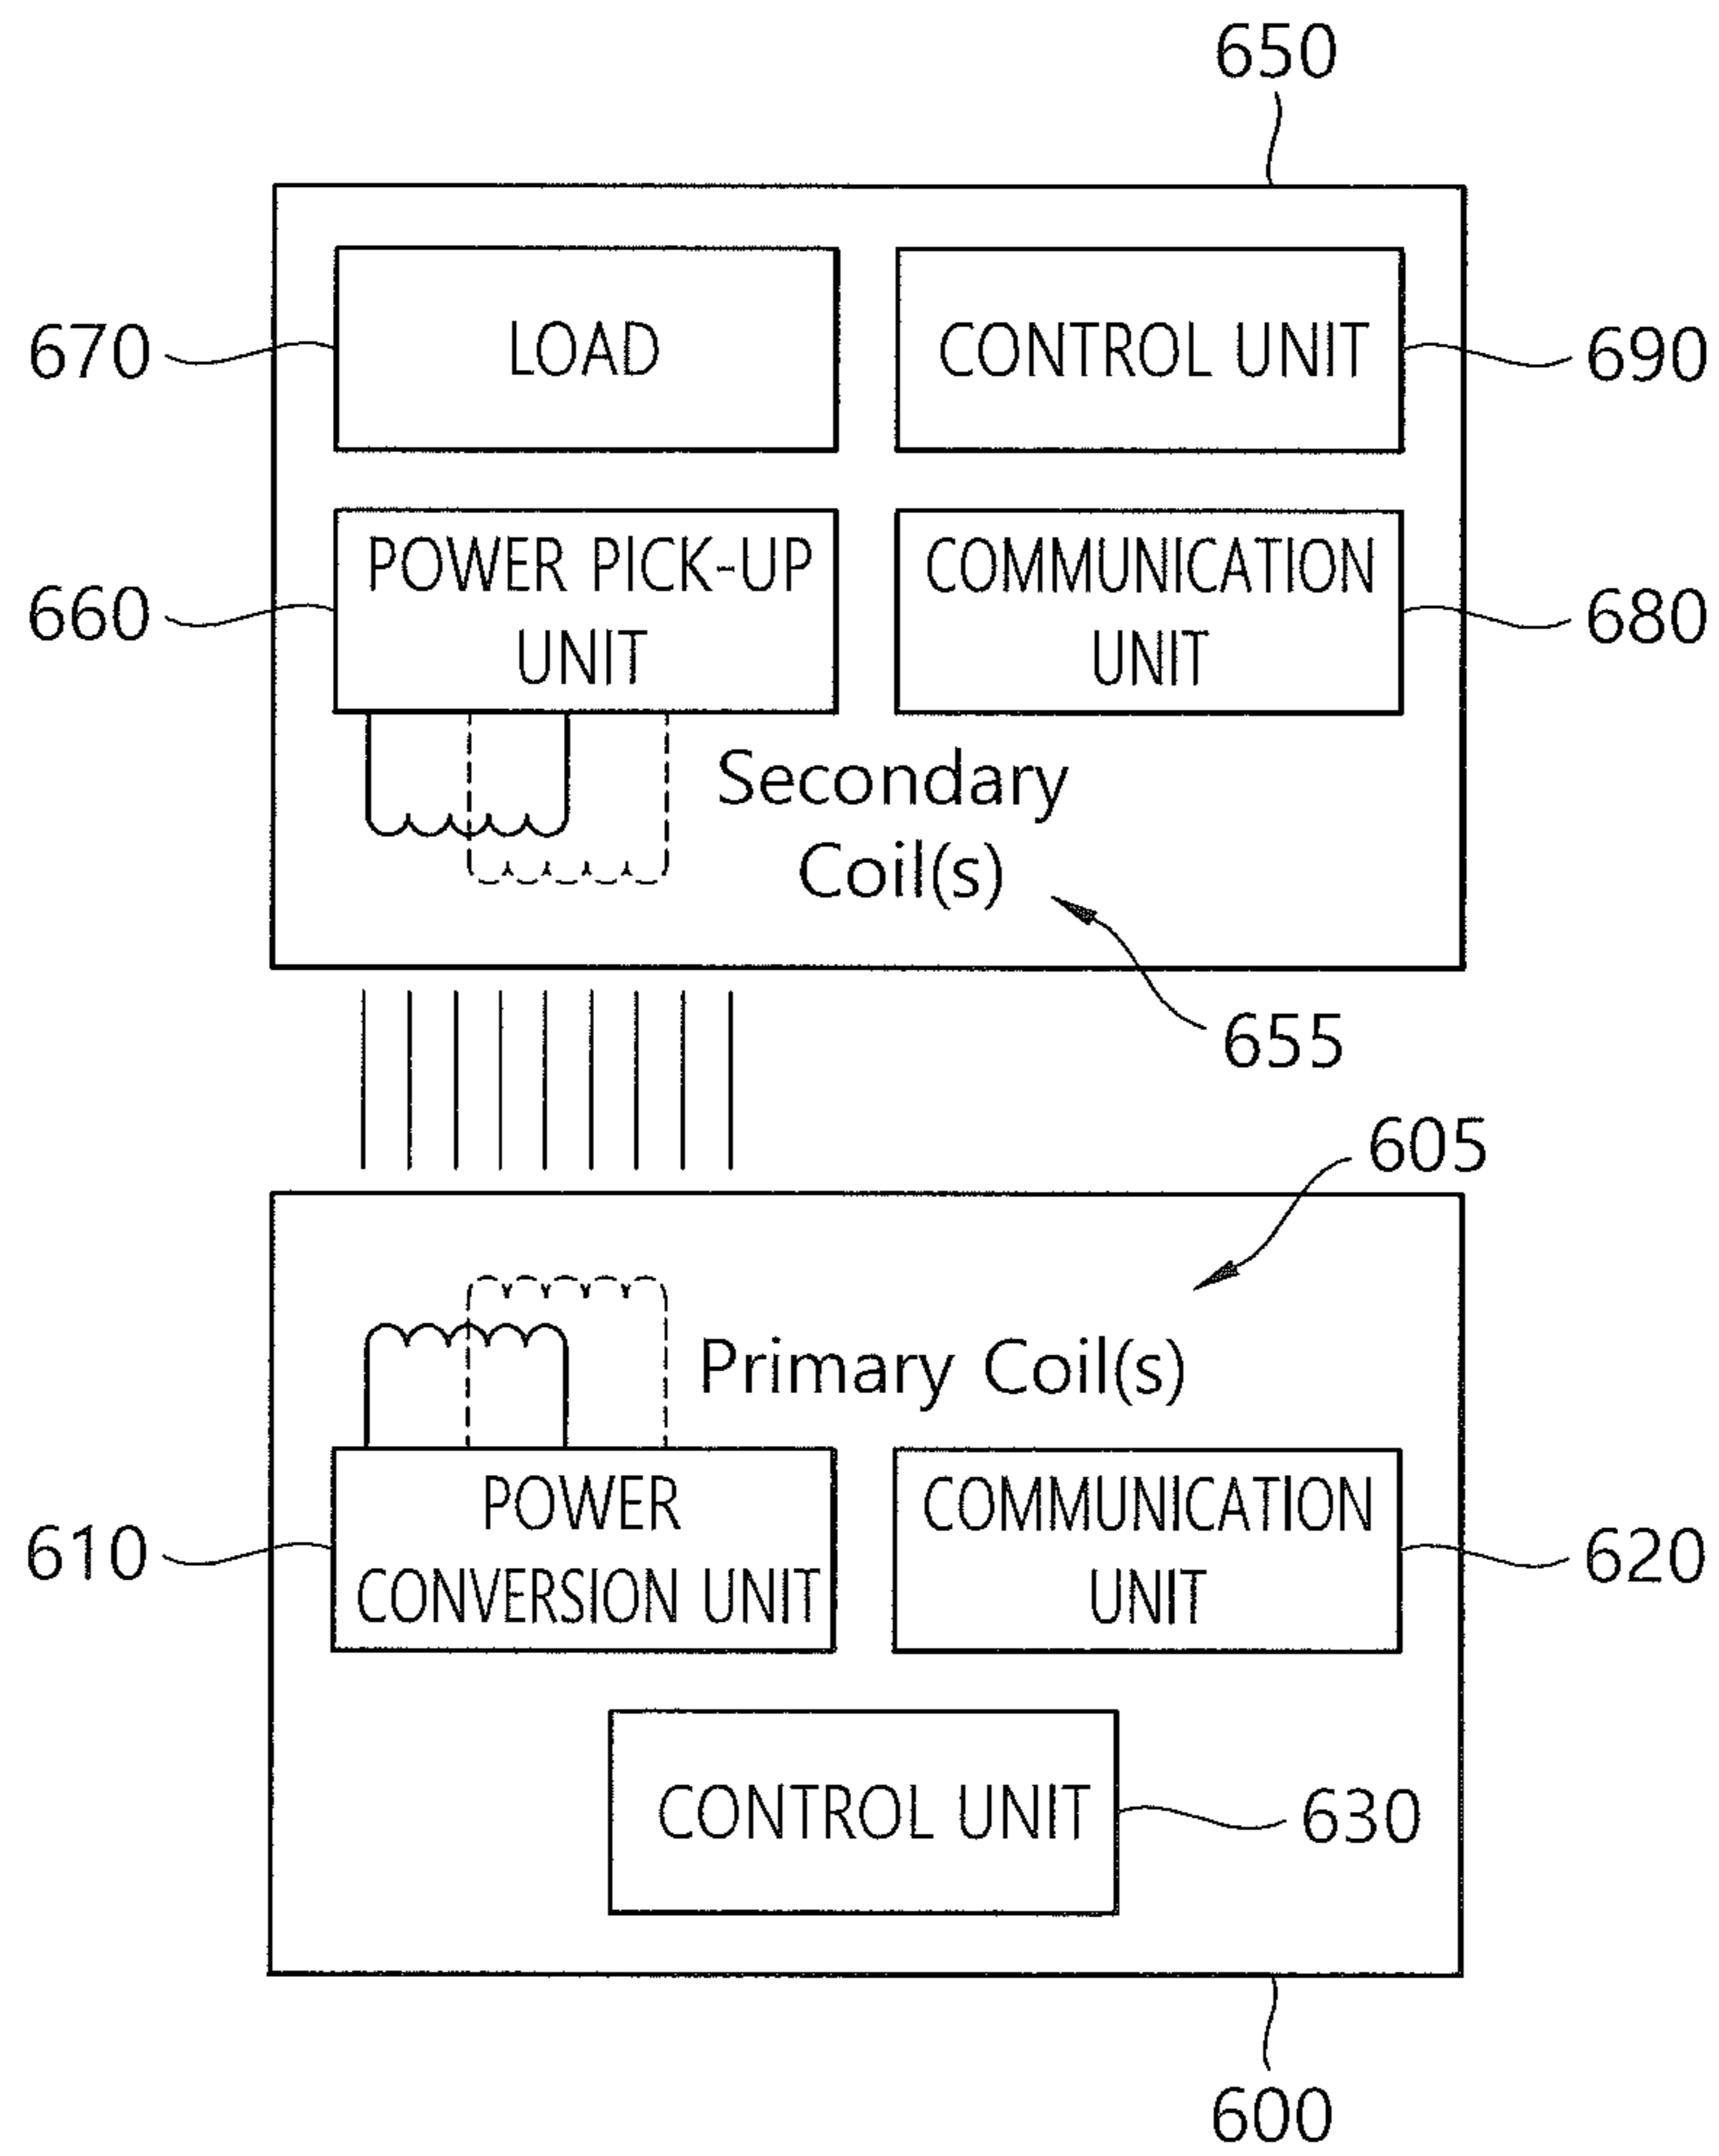 650
670
LOAD
CONTROL UNIT
690
660
POWER PICK-UP
UNIT
COMMUNICATION
UNIT
680
Secondary
Coil(s)
655
605
Primary Coil(s)
610
POWER
CONVERSION UNIT
COMMUNICATION
UNIT
620
CONTROL UNIT
630
600